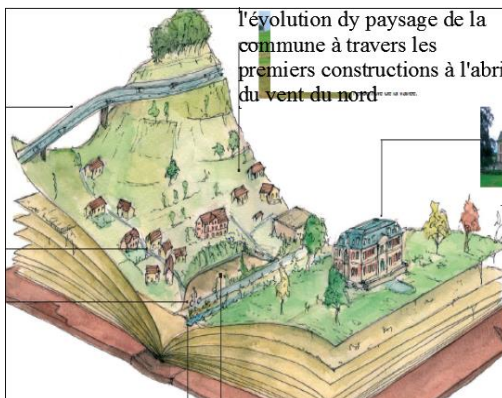 l'évolution dy paysage de la
commune à travers les
premiers constructions à l'abri
du vent du nord